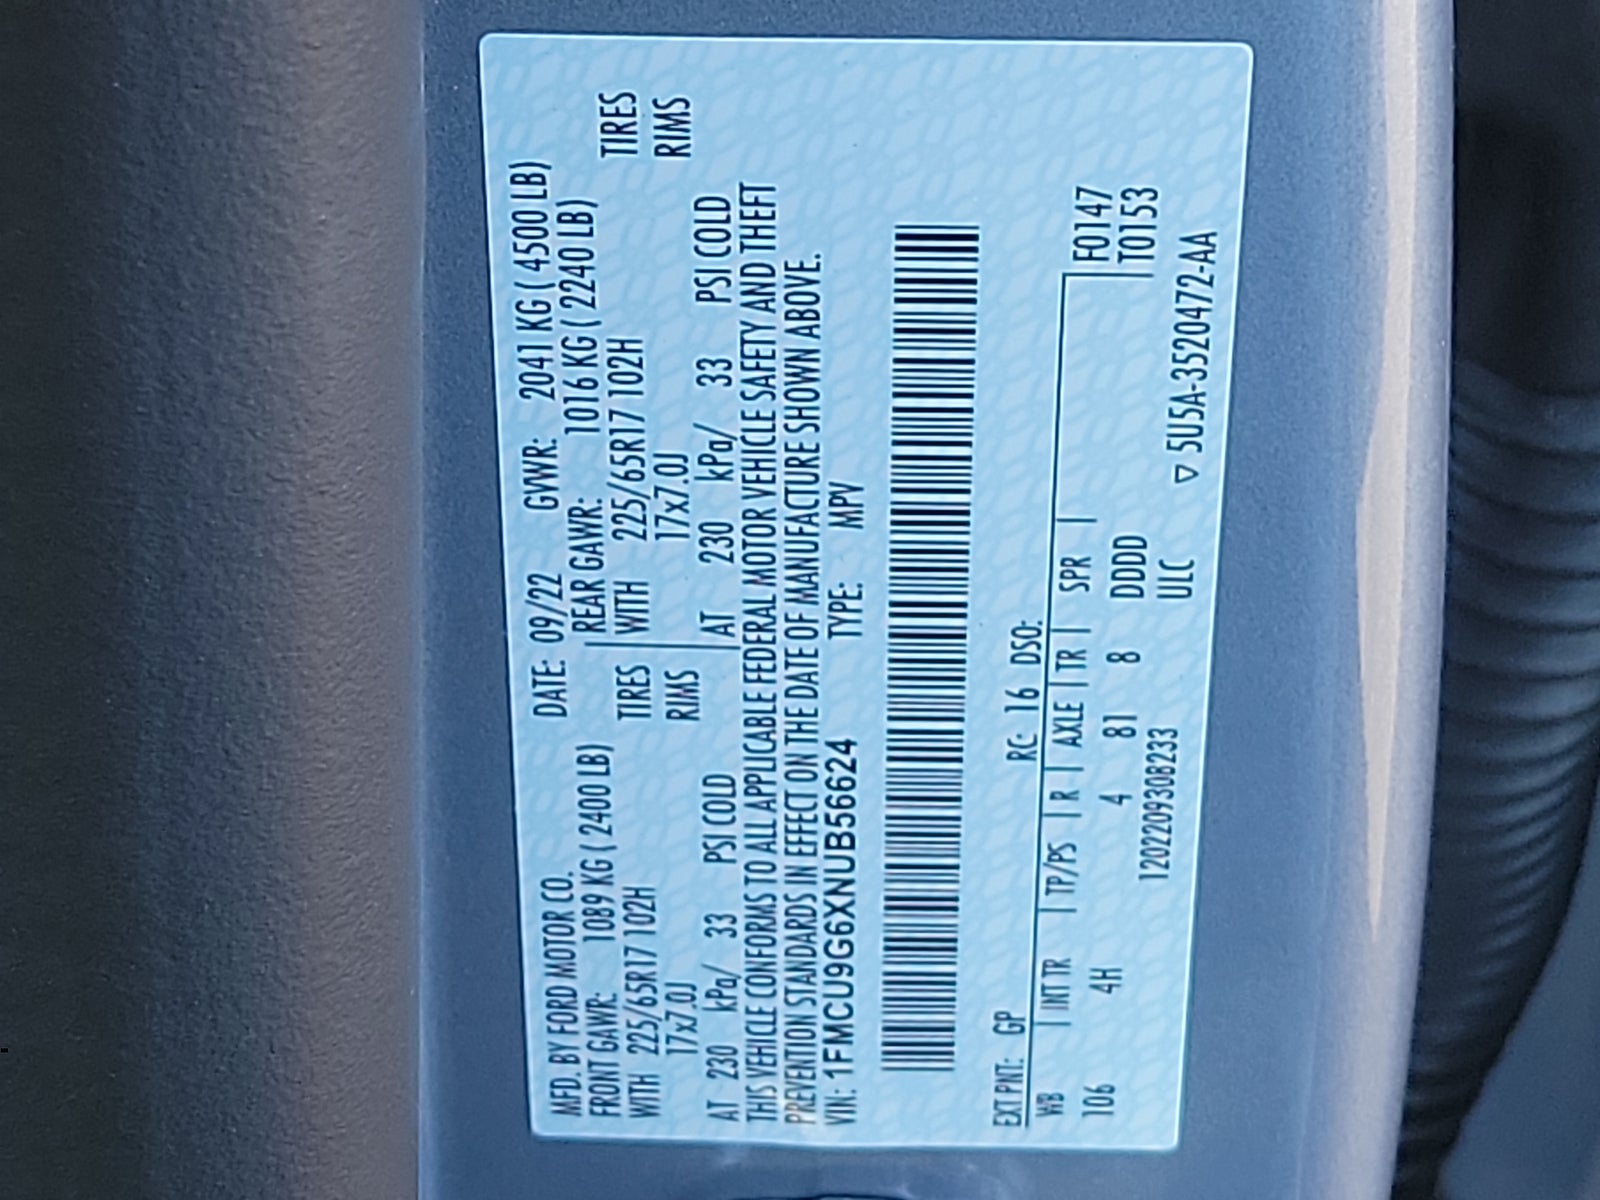 MFD. BY FORD MOTOR CO. DATE: 09/22 GVWR: 2041 KG ( 4500 LB)
FRONT GAWR: 1089 KG ( 2400 LB) REAR GAWR: 1016 KG ( 2240 LB)
WITH 225/65R17 102H TIRES WITH 225/65R17 102H TIRES
17x7.0J RIMS 17x7.0J RIMS
AT 230 kPa/ 33 PSI COLD AT 230 kPa/ 33 PSI COLD
THIS VEHICLE CONFORMS TO ALL APPLICABLE FEDERAL MOTOR VEHICLE SAFETY AND THEFT
PREVENTION STANDARDS IN EFFECT ON THE DATE OF MANUFACTURE SHOWN ABOVE.
VIN: 1FMCU9G6XNUB56624 TYPE: MPV
EXT PNT: GP RC: 16 DSO: F0147
WB | INT TR | TP/PS | R | AXLE | TR | SPR | T0153
106 4H 4 81 8 DDDD
120220930B233 ULC ▽ 5U5A-3520472-AA